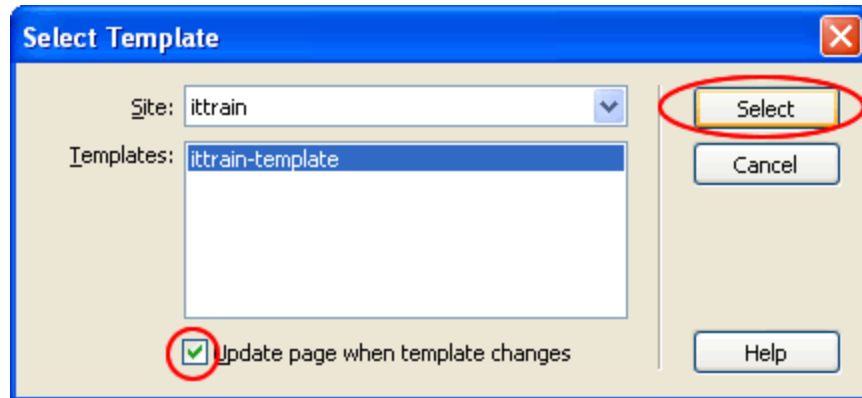 Select Template
Site: ittrain
Select
Templates: ittrain-template
Cancel
Update page when template changes
Help